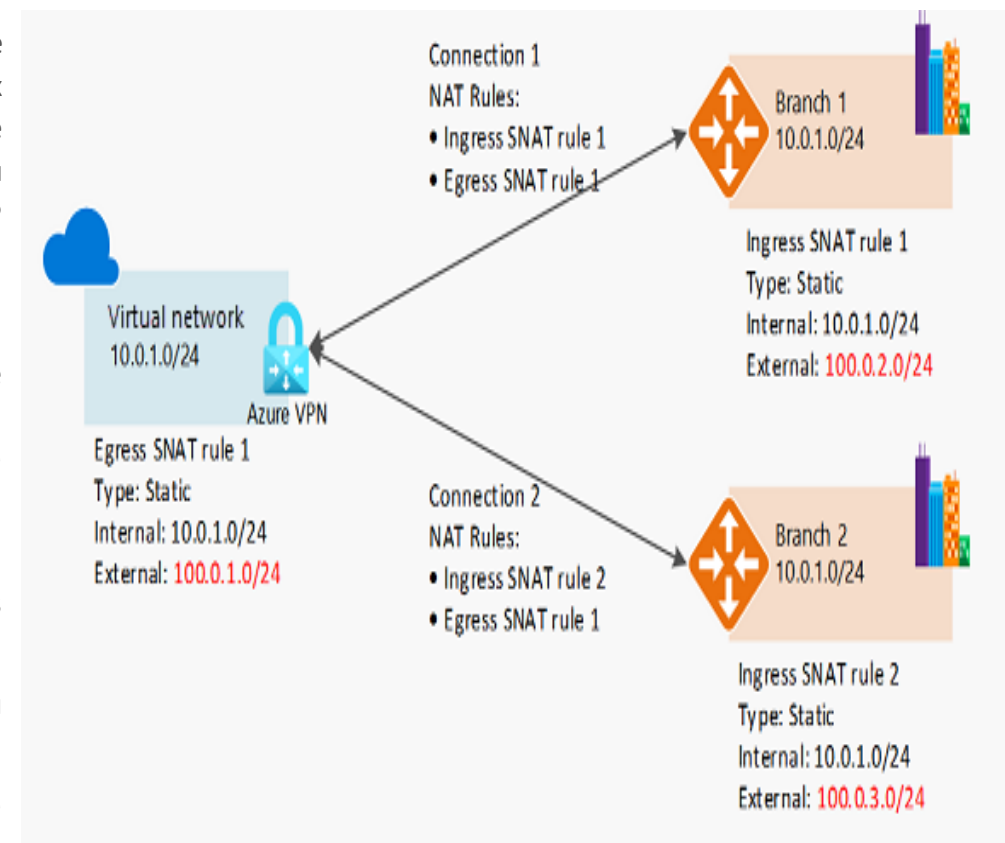 Connection 1
NAT Rules:
• Ingress SNAT rule 1
• Egress SNAT rule 1
Branch 1
10.0.1.0/24
Ingress SNAT rule 1
Type: Static
Internal: 10.0.1.0/24
External: 100.0.2.0/24
Virtual network
10.0.1.0/24
Azure VPN
Egress SNAT rule 1
Type: Static
Internal: 10.0.1.0/24
External: 100.0.1.0/24
Connection 2
NAT Rules:
• Ingress SNAT rule 2
• Egress SNAT rule 1
Branch 2
10.0.1.0/24
Ingress SNAT rule 2
Type: Static
Internal: 10.0.1.0/24
External: 100.0.3.0/24